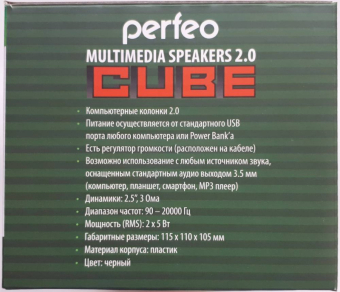 perfeo
MULTIMEDIA SPEAKERS 2.0
CUBE
• Компьютерные колонки 2.0
• Питание осуществляется от стандартного USB
порта любого компьютера или Power Bank'а
• Есть регулятор громкости (расположен на кабеле)
• Возможно использование с любым источником звука,
оснащенным стандартным аудио выходом 3.5 мм
(компьютер, планшет, смартфон, MP3 плеер)
• Динамики: 2.5", 3 Ома
• Диапазон частот: 90 – 20000 Гц
• Мощность (RMS): 2 x 5 Вт
• Габаритные размеры: 115 x 110 x 105 мм
• Материал корпуса: пластик
• Цвет: черный